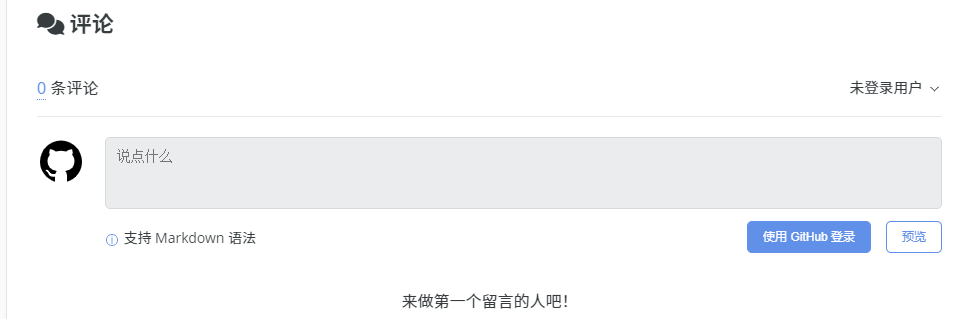 评论
0 条评论
未登录用户
说点什么
支持 Markdown 语法
使用 GitHub 登录
预览
来做第一个留言的人吧！